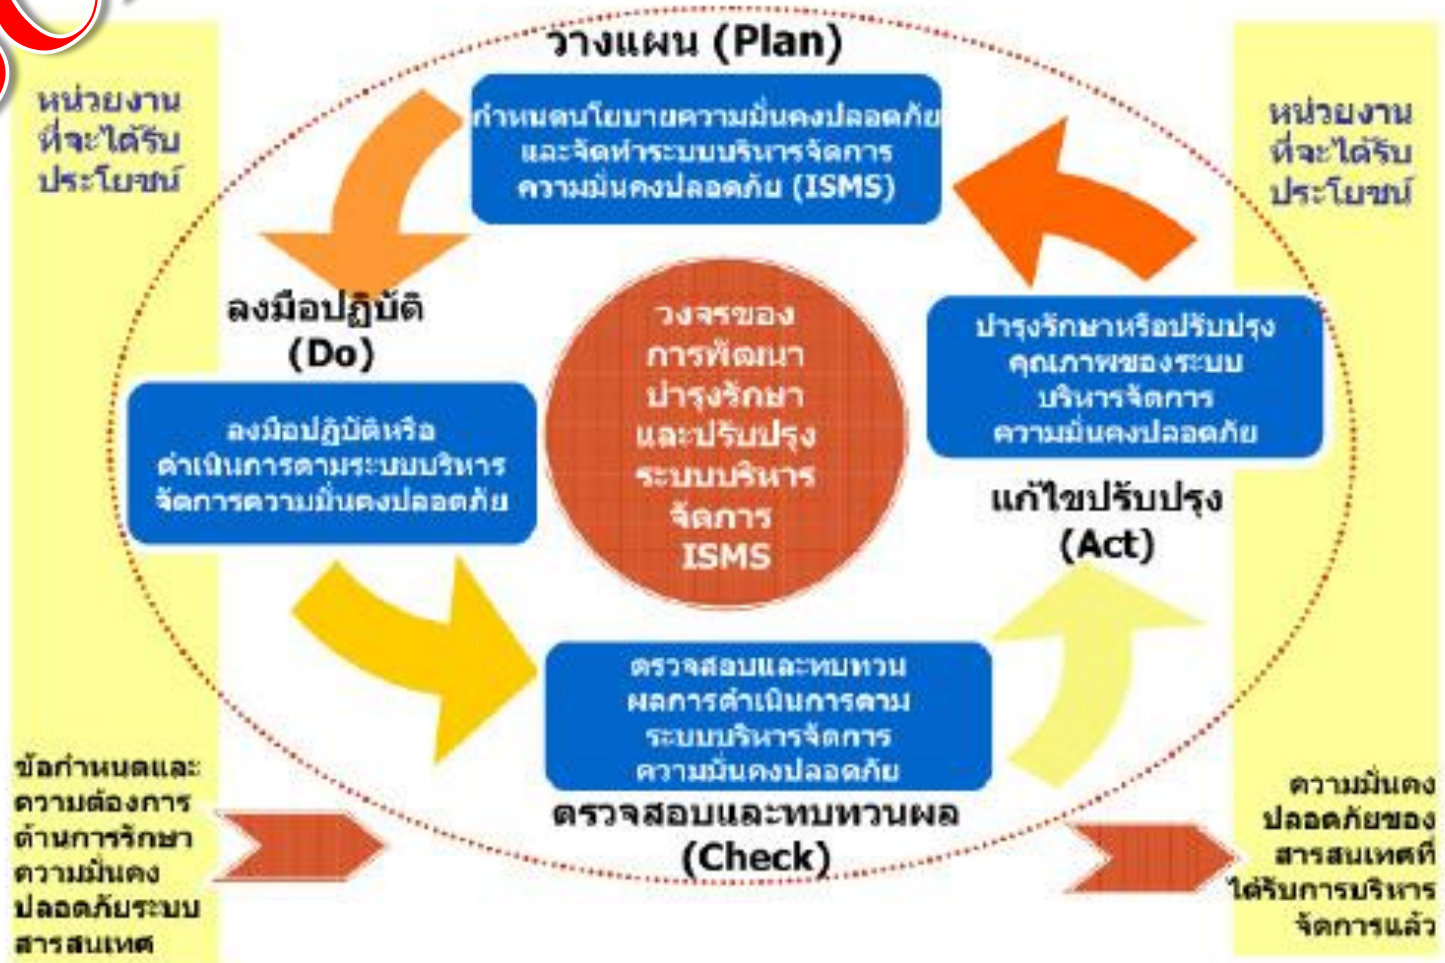 วางแผน (Plan)
กำหนดนโยบายความมั่นคงปลอดภัย
และจัดทำระบบบริหารจัดการ
ความมั่นคงปลอดภัย (ISMS)
หน่วยงาน
ที่จะได้รับ
ประโยชน์
หน่วยงาน
ที่จะได้รับ
ประโยชน์
ลงมือปฏิบัติ
(Do)
ลงมือปฏิบัติหรือ
ดำเนินการตามระบบบริหาร
จัดการความมั่นคงปลอดภัย
วงจรของ
การพัฒนา
บำรุงรักษา
และปรับปรุง
ระบบบริหาร
จัดการ
ISMS
บำรุงรักษาหรือปรับปรุง
คุณภาพของระบบ
บริหารจัดการ
ความมั่นคงปลอดภัย
แก้ไขปรับปรุง
(Act)
ตรวจสอบและทบทวน
ผลการดำเนินการตาม
ระบบบริหารจัดการ
ความมั่นคงปลอดภัย
ตรวจสอบและทบทวนผล
(Check)
ข้อกำหนดและ
ความต้องการ
ด้านการรักษา
ความมั่นคง
ปลอดภัยระบบ
สารสนเทศ
ความมั่นคง
ปลอดภัยของ
สารสนเทศที่
ได้รับการบริหาร
จัดการแล้ว